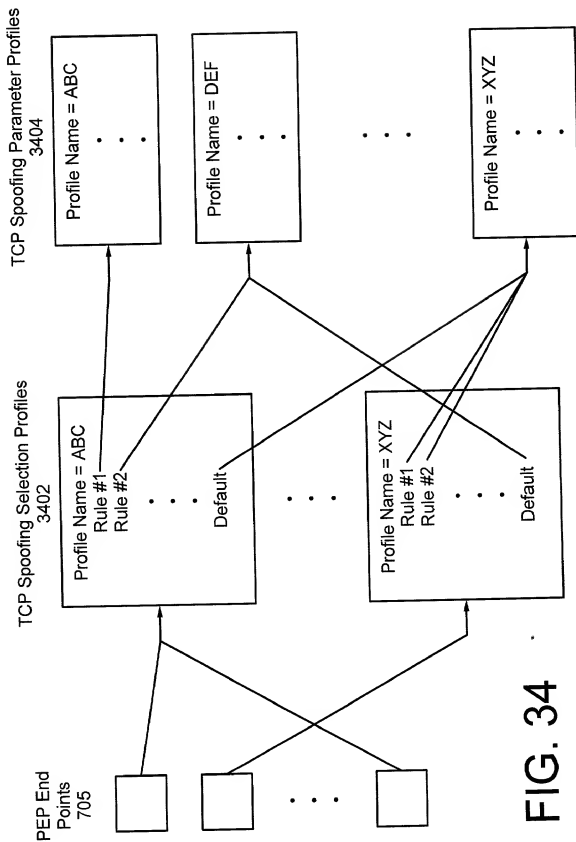 PEP End
Points
705
TCP Spoofing Selection Profiles
3402
Profile Name = ABC
Rule #1
Rule #2
Default
Profile Name = XYZ
Rule #1
Rule #2
Default
TCP Spoofing Parameter Profiles
3404
Profile Name = ABC
Profile Name = DEF
Profile Name = XYZ
FIG. 34